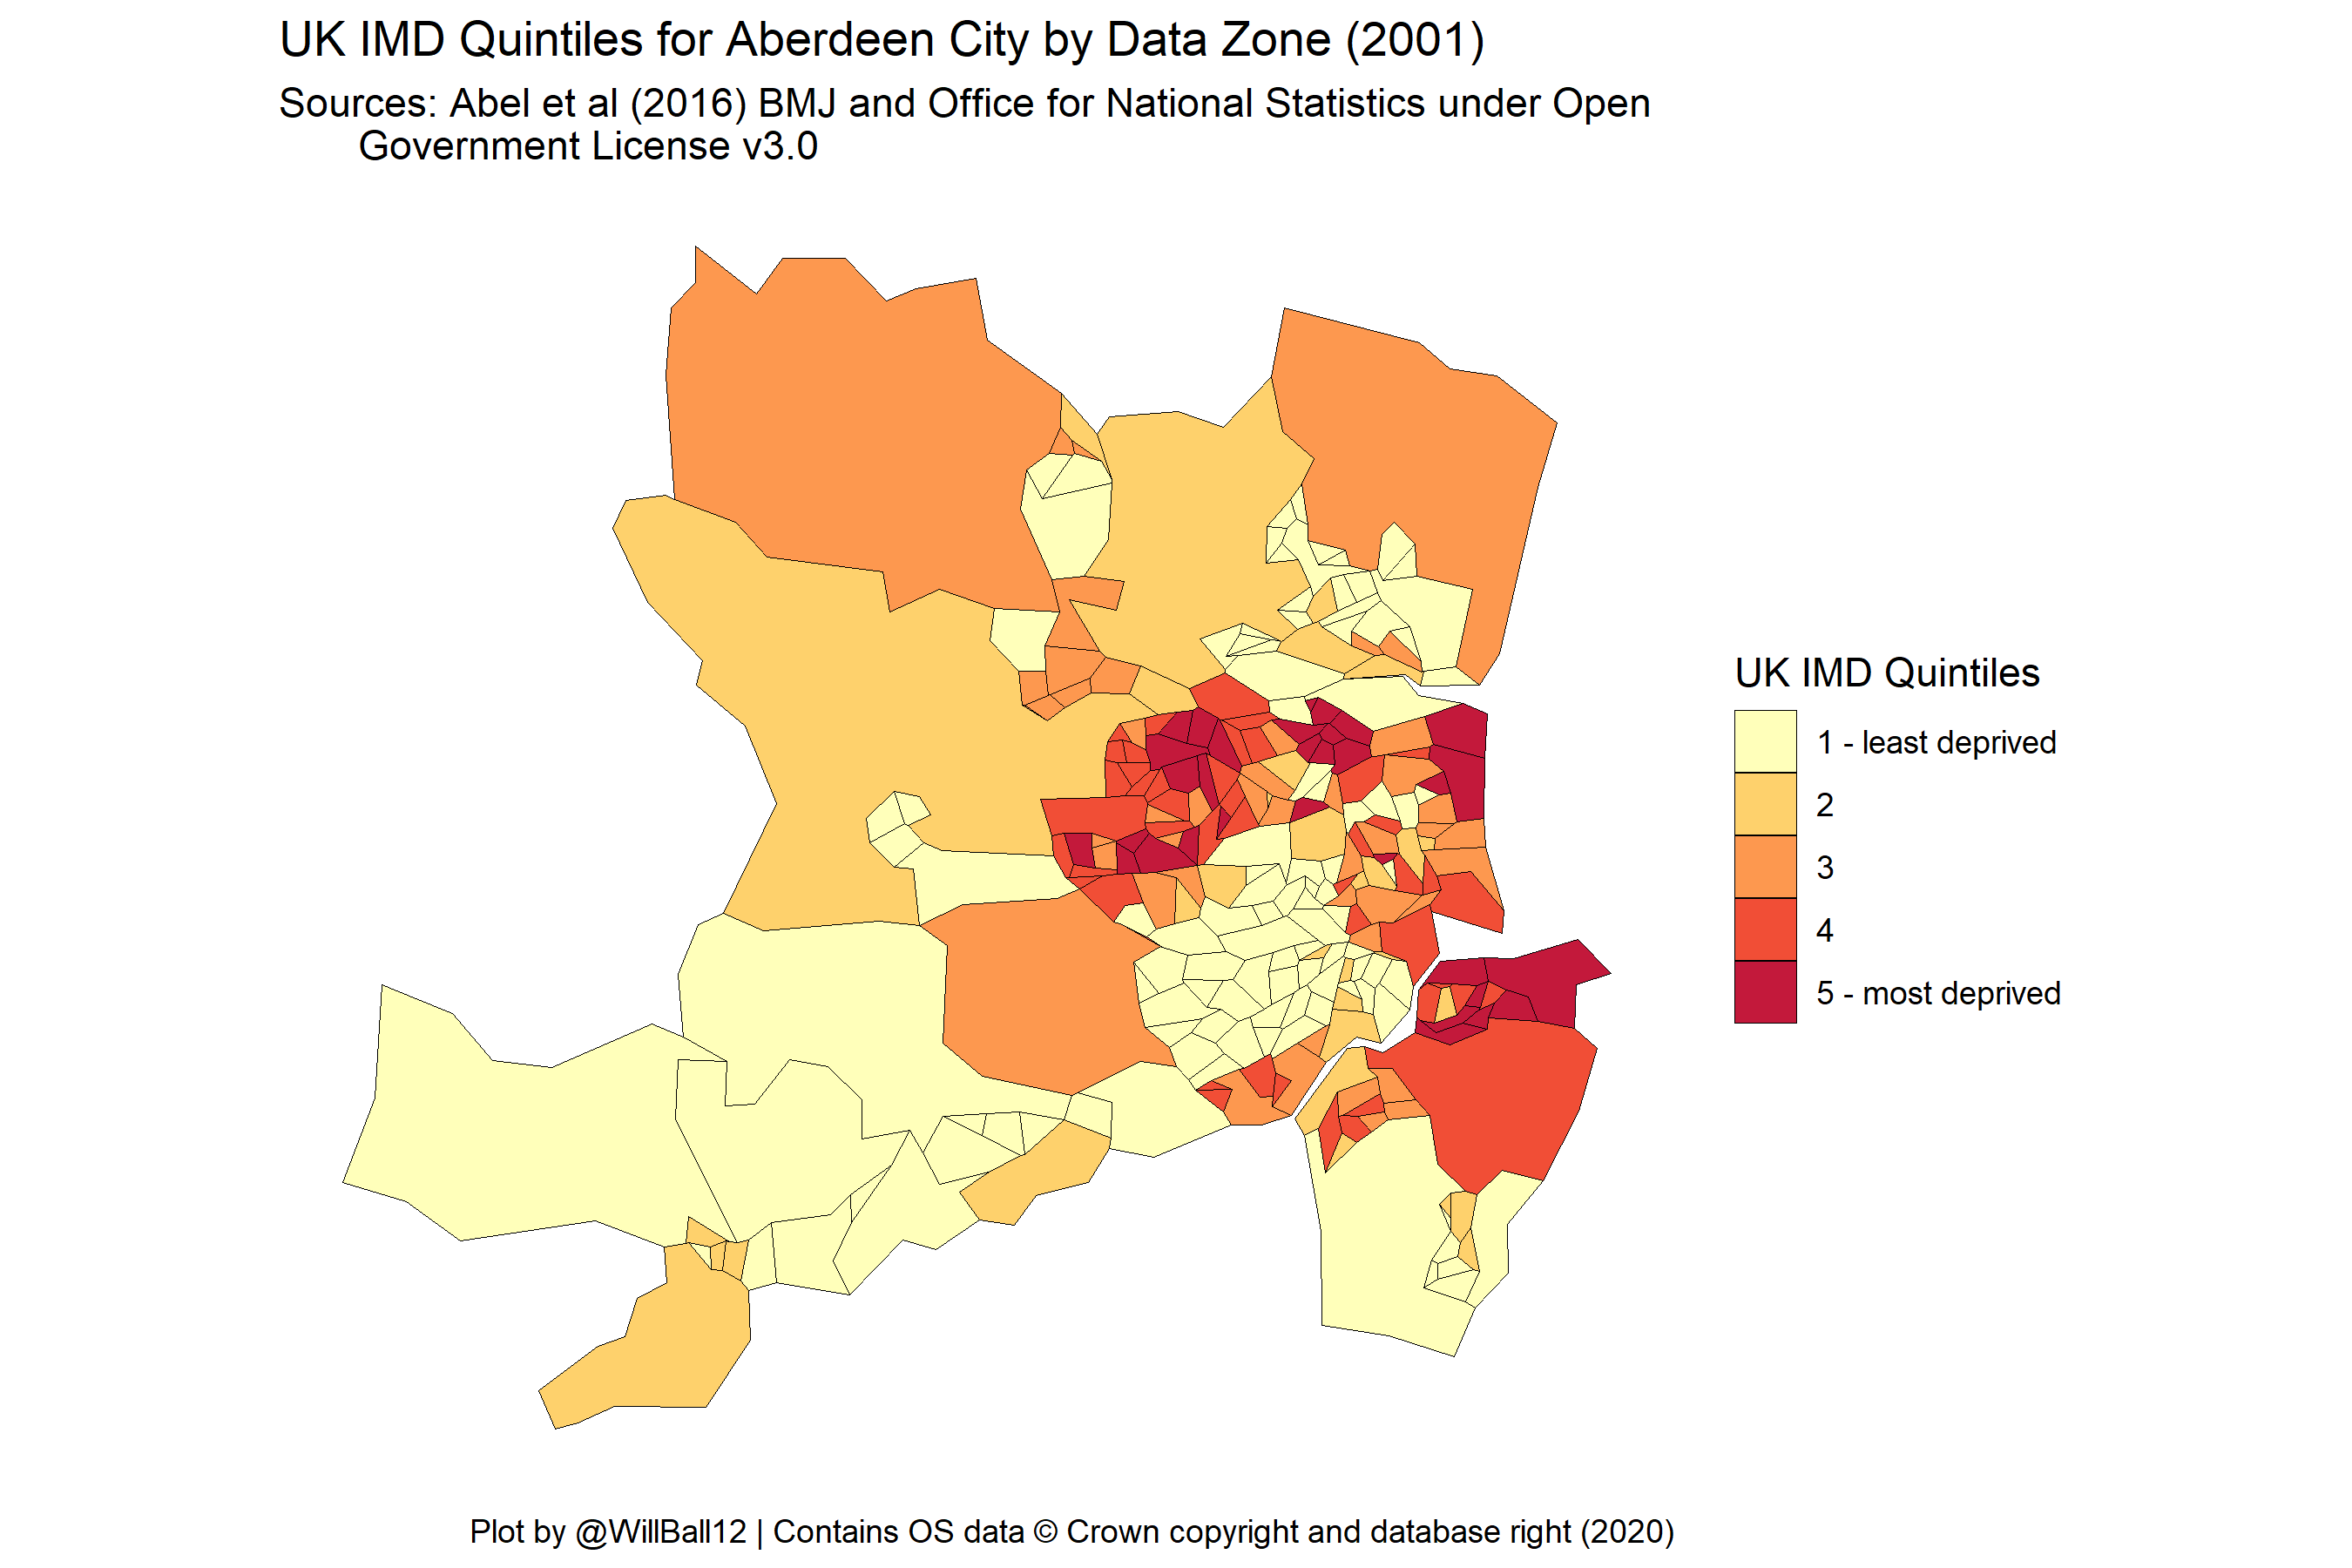 UK IMD Quintiles for Aberdeen City by Data Zone (2001)
Sources: Abel et al (2016) BMJ and Office for National Statistics under Open
Government License v3.0
UK IMD Quintiles
1 - least deprived
2
3
4
5 - most deprived
Plot by @WillBall12 | Contains OS data © Crown copyright and database right (2020)